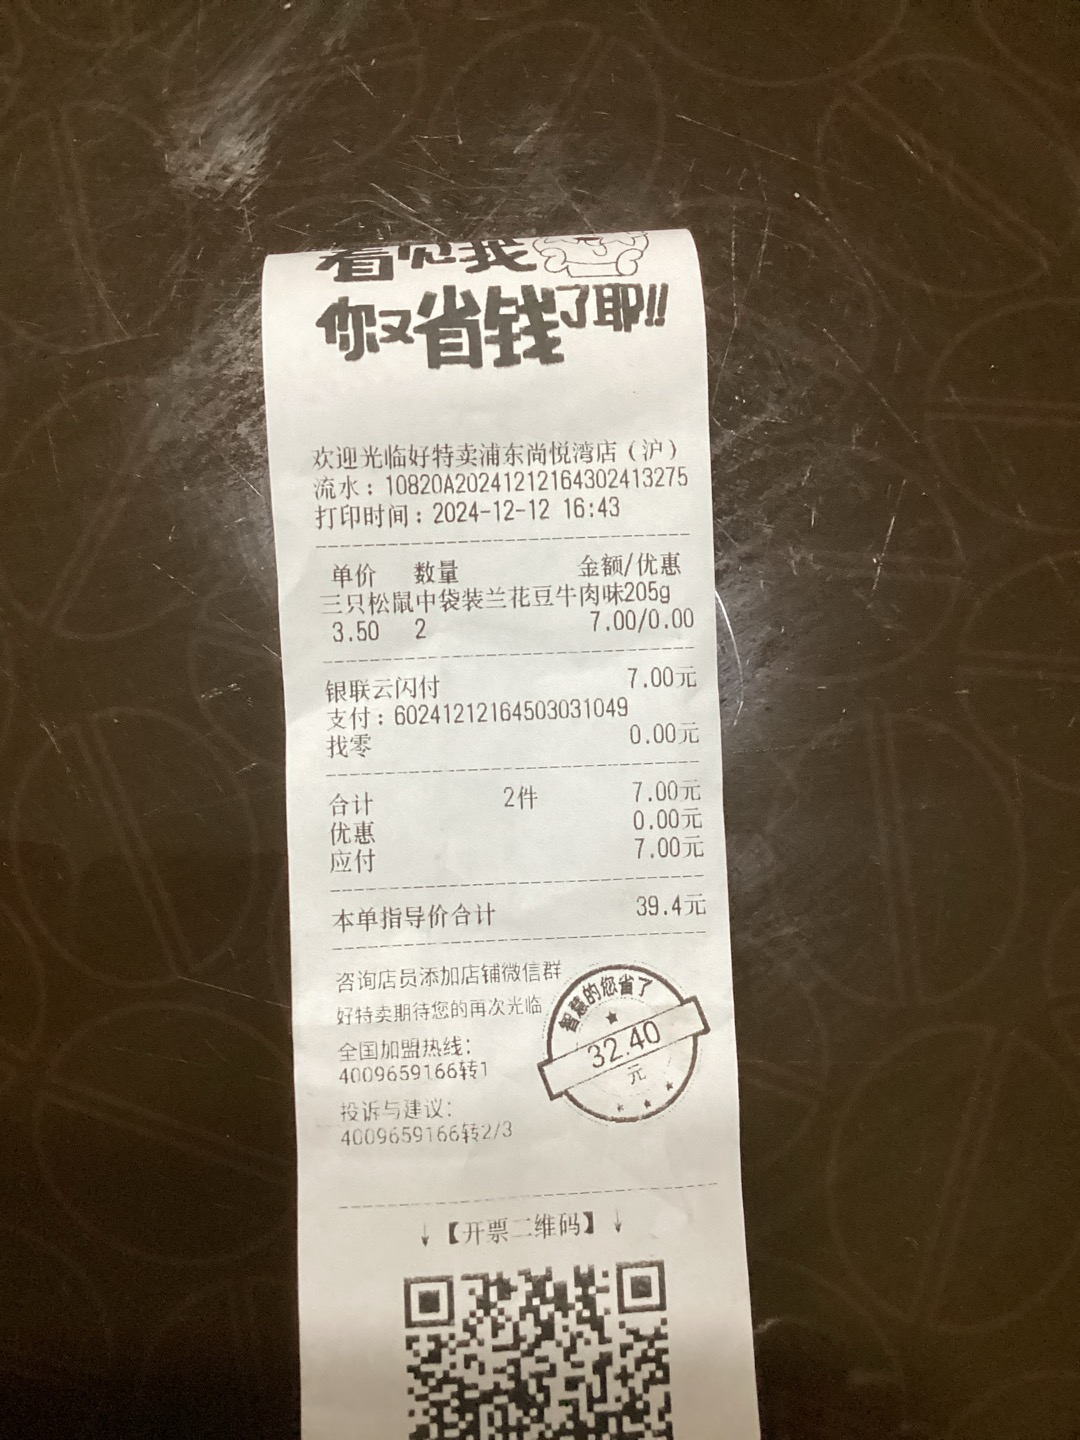 看见我
你又省钱了耶!!
欢迎光临好特卖浦东尚悦湾店（沪）
流水：10820A20241212164302413275
打印时间：2024-12-12 16:43
单价 数量 金额/优惠
三只松鼠中袋装兰花豆牛肉味205g
3.50 2 7.00/0.00
银联云闪付 7.00元
支付：60241212164503031049
找零 0.00元
合计 2件 7.00元
优惠 0.00元
应付 7.00元
本单指导价合计 39.4元
咨询店员添加店铺微信群
好特卖期待您的再次光临
全国加盟热线：
4009659166转1
投诉与建议：
4009659166转2/3
智慧的您省了
32.40
元
↓【开票二维码】↓